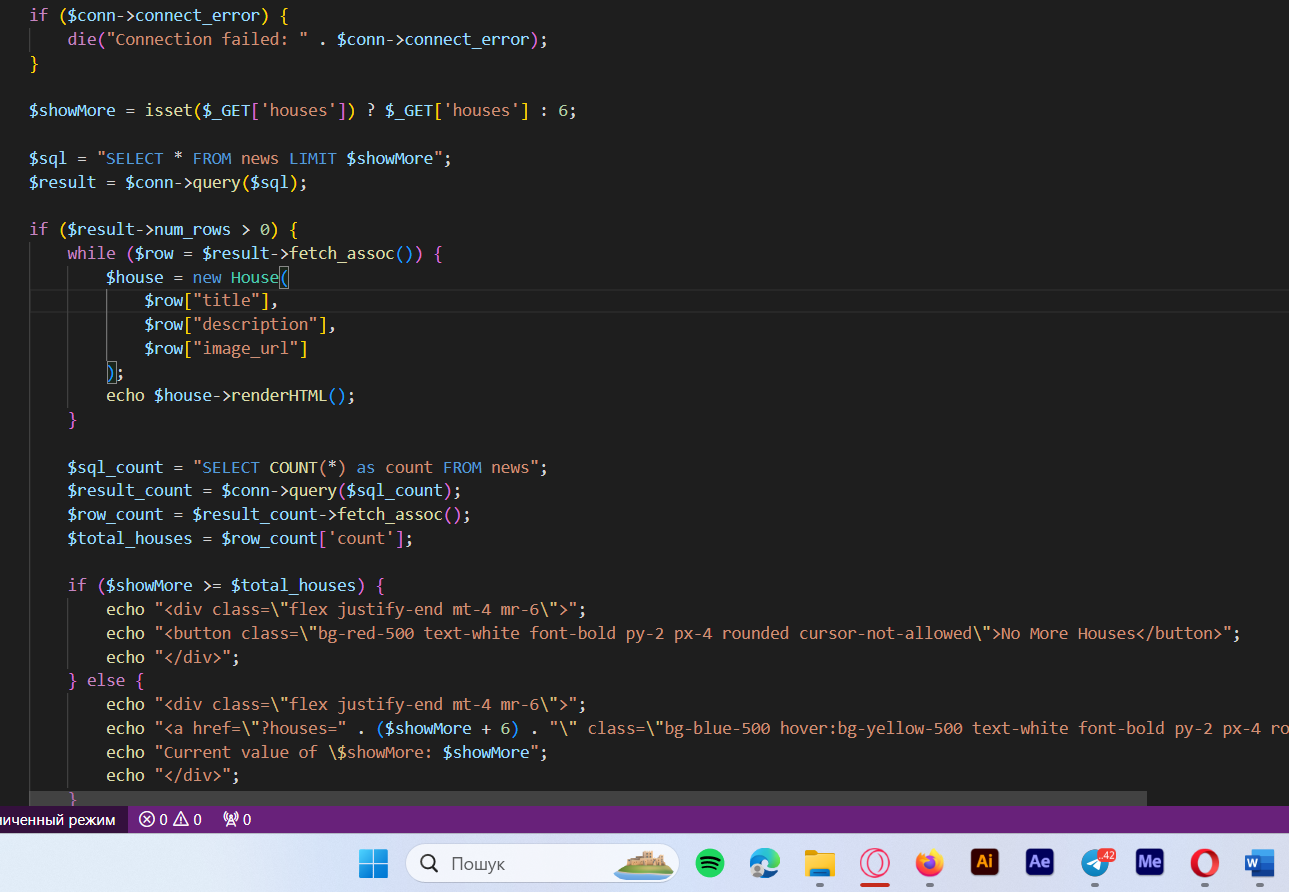 if ($conn->connect_error) {
    die("Connection failed: " . $conn->connect_error);
}
$showMore = isset($_GET['houses']) ? $_GET['houses'] : 6;
$sql = "SELECT * FROM news LIMIT $showMore";
$result = $conn->query($sql);
if ($result->num_rows > 0) {
    while ($row = $result->fetch_assoc()) {
        $house = new House(
            $row["title"],
            $row["description"],
            $row["image_url"]
        );
        echo $house->renderHTML();
    }
    $sql_count = "SELECT COUNT(*) as count FROM news";
    $result_count = $conn->query($sql_count);
    $row_count = $result_count->fetch_assoc();
    $total_houses = $row_count['count'];
    if ($showMore >= $total_houses) {
        echo "<div class=\"flex justify-end mt-4 mr-6\">";
        echo "<button class=\"bg-red-500 text-white font-bold py-2 px-4 rounded cursor-not-allowed\">No More Houses</button>";
        echo "</div>";
    } else {
        echo "<div class=\"flex justify-end mt-4 mr-6\">";
        echo "<a href=\"?houses=" . ($showMore + 6) . "\" class=\"bg-blue-500 hover:bg-yellow-500 text-white font-bold py-2 px-4 ro
        echo "Current value of \$showMore: $showMore";
        echo "</div>";
    }
иченный режим 0 0 0
Пошук Ai Ae 42 Me W